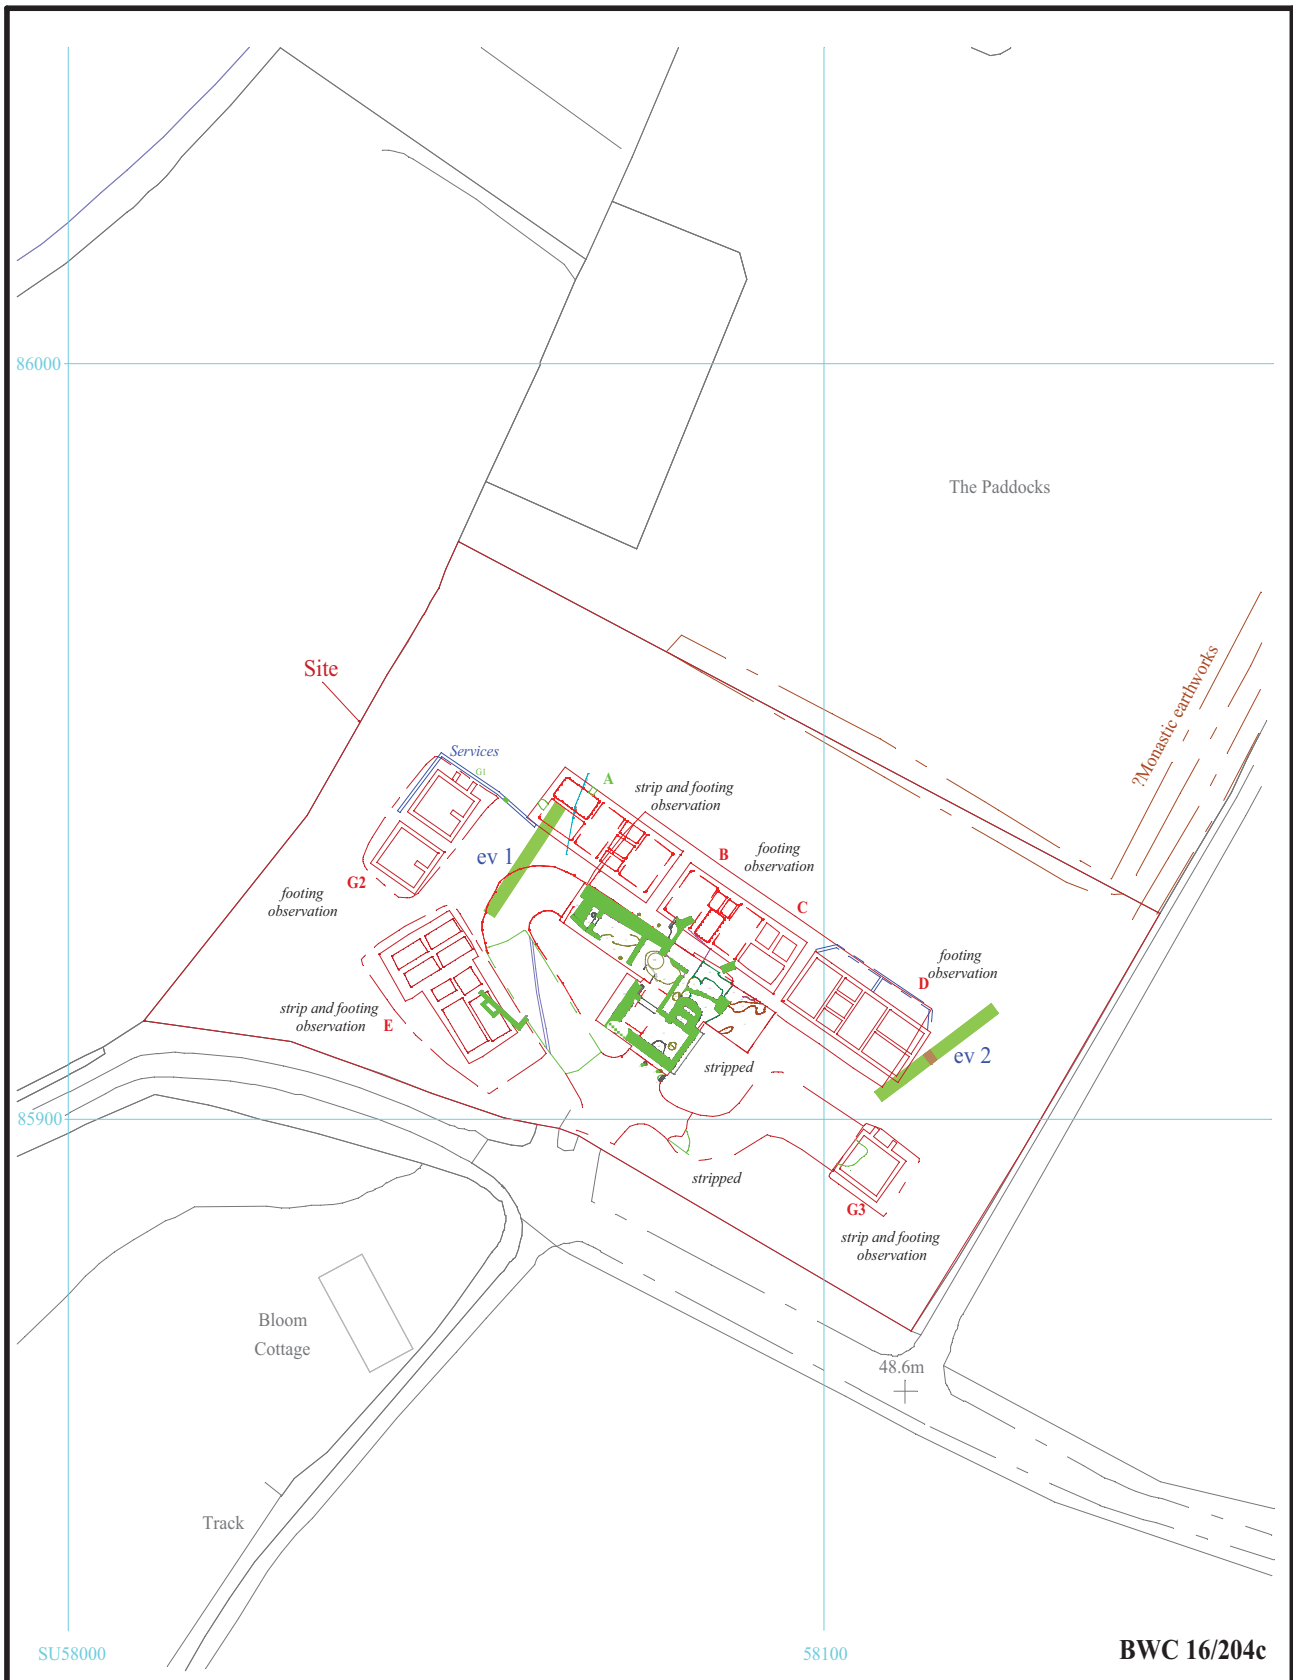 86000
The Paddocks
Site
?Monastic earthworks
Services
G1
A
strip and footing
observation
ev 1
B
footing
observation
G2
C
footing
observation
footing
observation
D
strip and footing
observation
E
ev 2
stripped
85900
stripped
G3
strip and footing
observation
Bloom
Cottage
48.6m
Track
SU58000
58100
BWC 16/204c